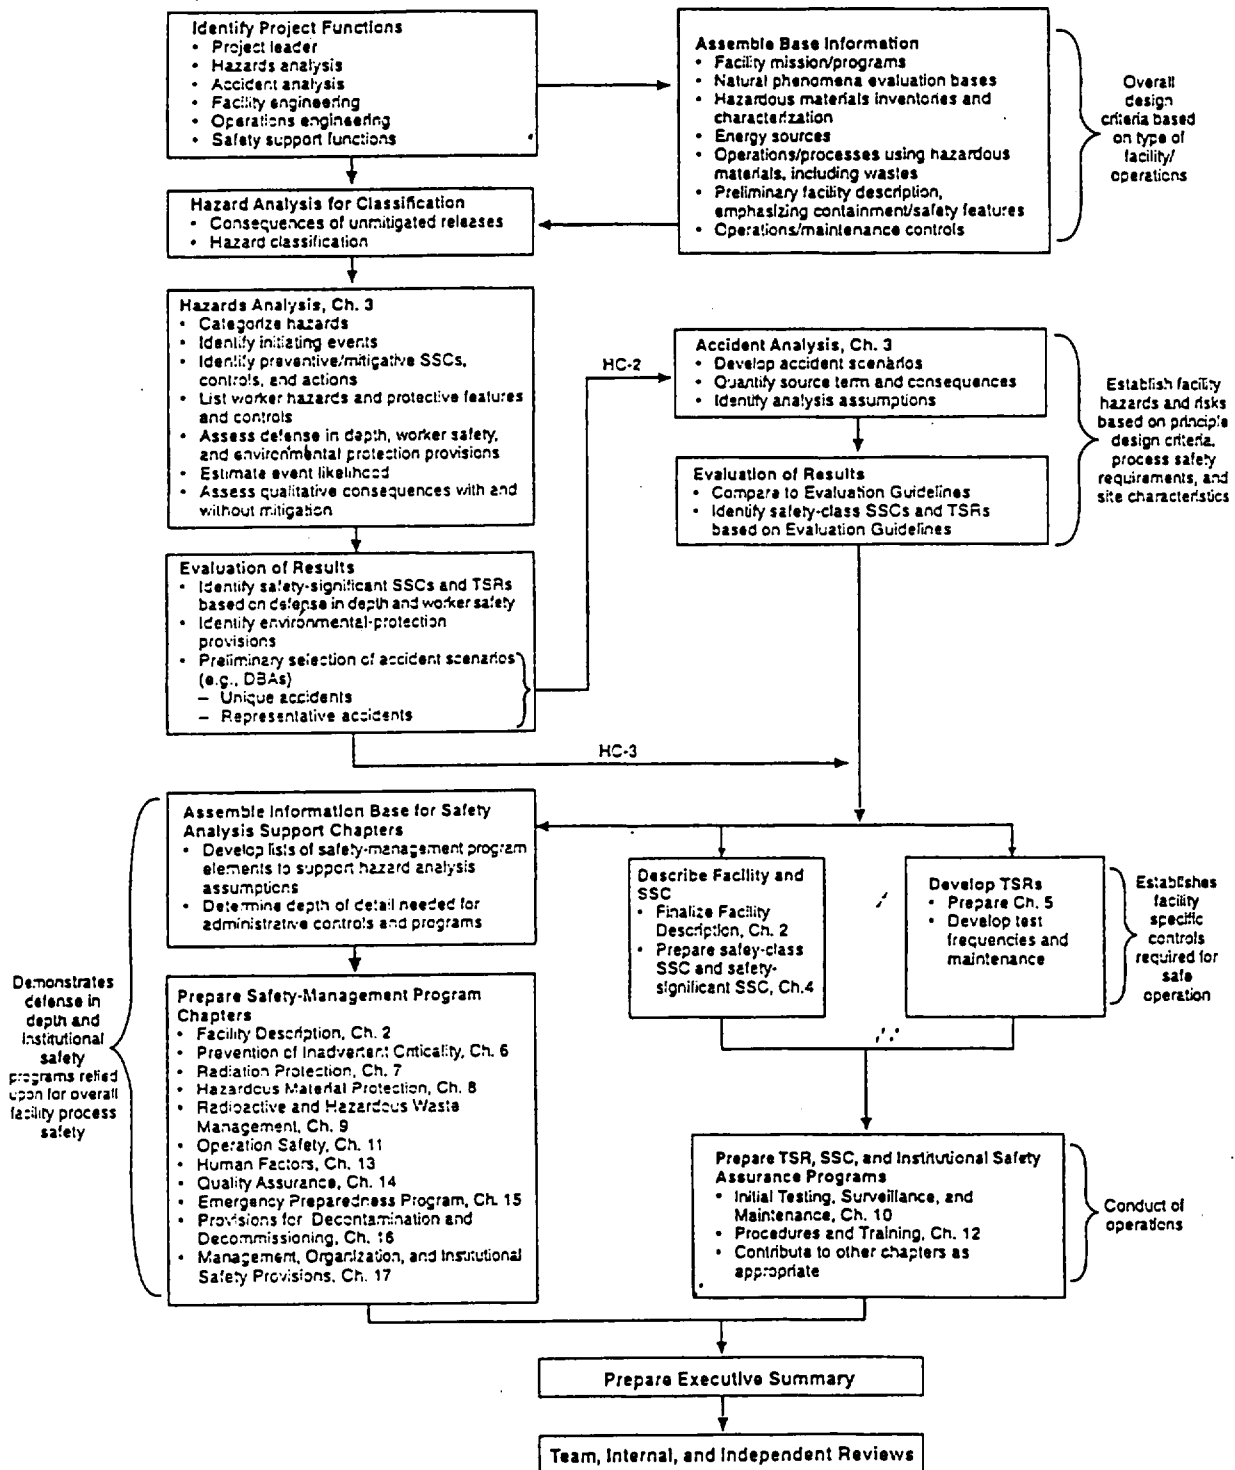 Identify Project Functions
• Project leader
• Hazards analysis
• Accident analysis
• Facility engineering
• Operations engineering
• Safety support functions
Assemble Base Information
• Facility mission/programs
• Natural phenomena evaluation bases
• Hazardous materials inventories and
characterization
• Energy sources
• Operations/processes using hazardous
materials, including wastes
• Preliminary facility description,
emphasizing containment/safety features
• Operations/maintenance controls
Overall
design
criteria based
on type of
facility/
operations
Hazard Analysis for Classification
• Consequences of unmitigated releases
• Hazard classification
Hazards Analysis, Ch. 3
• Categorize hazards
• Identify initiating events
• Identify preventive/mitigative SSCs,
controls, and actions
• List worker hazards and protective features
and controls
• Assess defense in depth, worker safety,
and environmental protection provisions
• Estimate event likelihood
• Assess qualitative consequences with and
without mitigation
HC-2
Accident Analysis, Ch. 3
• Develop accident scenarios
• Quantify source term and consequences
• Identify analysis assumptions
Evaluation of Results
• Compare to Evaluation Guidelines
• Identify safety-class SSCs and TSRs
based on Evaluation Guidelines
Establish facility
hazards and risks
based on principle
design criteria,
process safety
requirements, and
site characteristics
Evaluation of Results
• Identify safety-significant SSCs and TSRs
based on defense in depth and worker safety
• Identify environmental-protection
provisions
• Preliminary selection of accident scenarios
(e.g., DBAs)
– Unique accidents
– Representative accidents
HC-3
Assemble Information Base for Safety
Analysis Support Chapters
• Develop lists of safety-management program
elements to support hazard analysis
assumptions
• Determine depth of detail needed for
administrative controls and programs
Describe Facility and
SSC
• Finalize Facility
Description, Ch. 2
• Prepare safey-class
SSC and safety-
significant SSC, Ch.4
Develop TSRs
• Prepare Ch. 5
• Develop test
frequencies and
maintenance
Establishes
facility
specific
controls
required for
safe
operation
Demonstrates
defense in
depth and
institutional
safety
programs relied
upon for overall
facility process
safety
Prepare Safety-Management Program
Chapters
• Facility Description, Ch. 2
• Prevention of Inadvertent Criticality, Ch. 6
• Radiation Protection, Ch. 7
• Hazardous Material Protection, Ch. 8
• Radioactive and Hazardous Waste
Management, Ch. 9
• Operation Safety, Ch. 11
• Human Factors, Ch. 13
• Quality Assurance, Ch. 14
• Emergency Preparedness Program, Ch. 15
• Provisions for Decontamination and
Decommissioning, Ch. 16
• Management, Organization, and Institutional
Safety Provisions, Ch. 17
Prepare TSR, SSC, and Institutional Safety
Assurance Programs
• Initial Testing, Surveillance, and
Maintenance, Ch. 10
• Procedures and Training, Ch. 12
• Contribute to other chapters as
appropriate
Conduct of
operations
Prepare Executive Summary
Team, Internal, and Independent Reviews